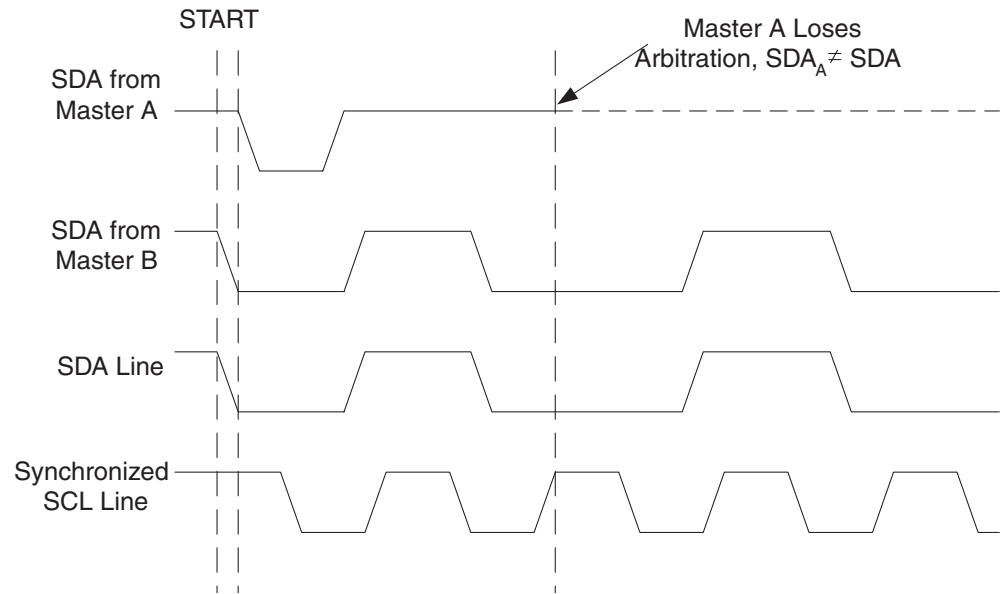 START
Master A Loses
Arbitration, SDA_A ≠ SDA
SDA from
Master A
SDA from
Master B
SDA Line
Synchronized
SCL Line